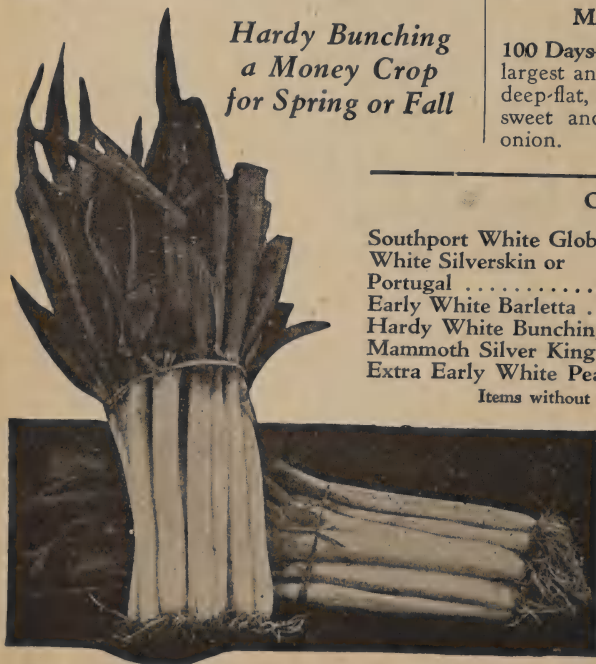 Hardy Bunching
a Money Crop
for Spring or Fall
M
100 Days-
largest an
deep-flat,
sweet and
onion.
C
Southport White Glob
White Silverskin or
Portugal ..........
Early White Barletta .
Hardy White Bunchin
Mammoth Silver King
Extra Early White Pea
Items without